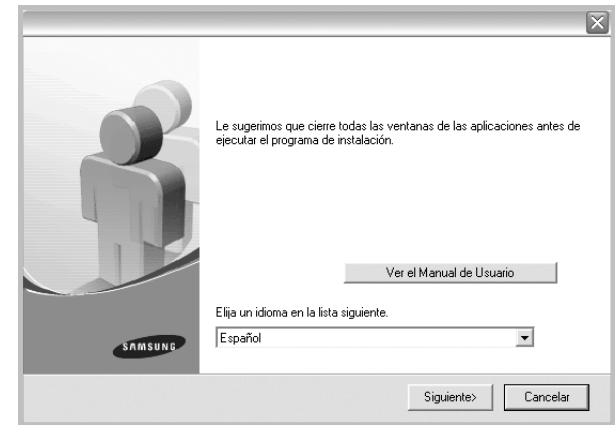 Le sugerimos que cierre todas las ventanas de las aplicaciones antes de
ejecutar el programa de instalación.
Ver el Manual de Usuario
Elija un idioma en la lista siguiente.
Español
SAMSUNG
Siguiente>
Cancelar